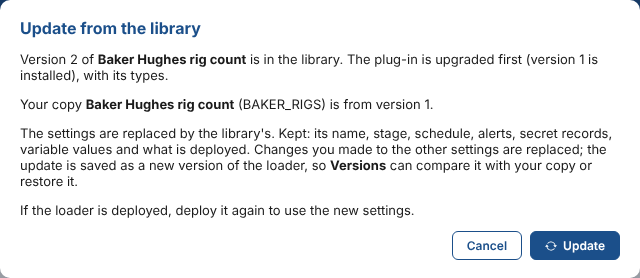 Update from the library
Version 2 of Baker Hughes rig count is in the library. The plug-in is upgraded first (version 1 is
installed), with its types.
Your copy Baker Hughes rig count (BAKER_RIGS) is from version 1.
The settings are replaced by the library's. Kept: its name, stage, schedule, alerts, secret records,
variable values and what is deployed. Changes you made to the other settings are replaced; the
update is saved as a new version of the loader, so Versions can compare it with your copy or
restore it.
If the loader is deployed, deploy it again to use the new settings.
Cancel
Update